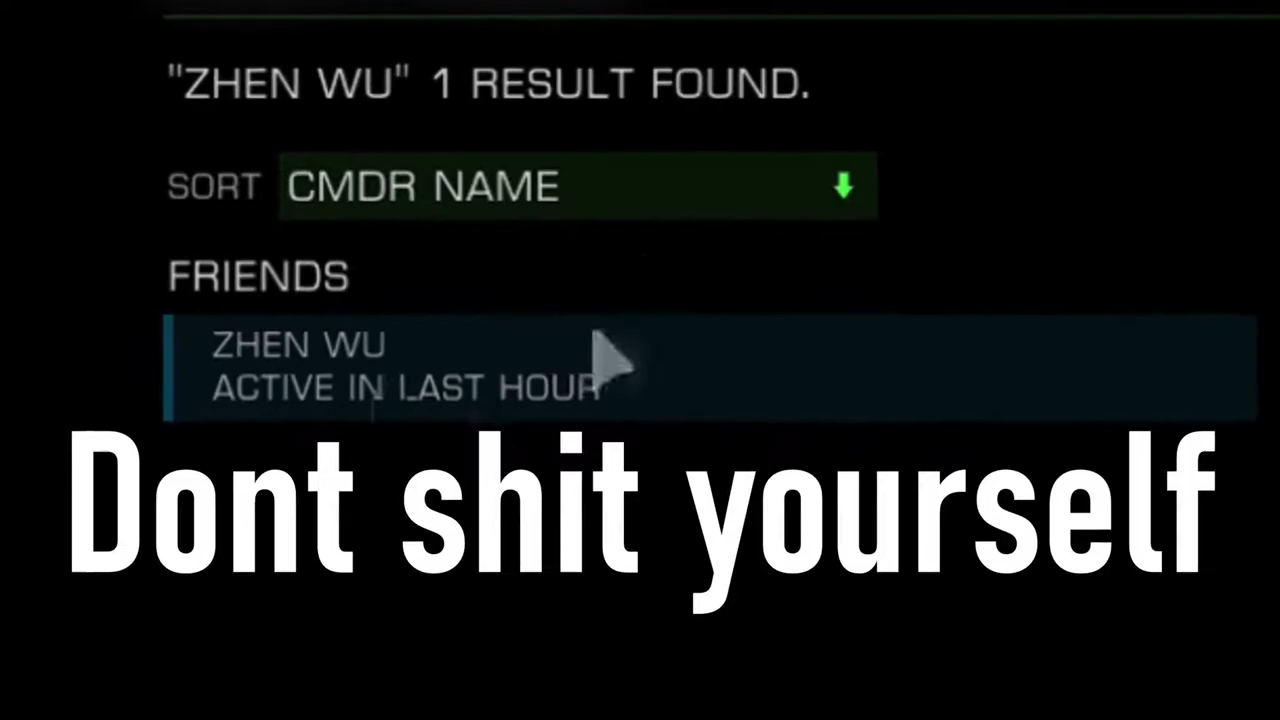 "ZHEN WU" 1 RESULT FOUND.
SORT CMDR NAME
FRIENDS
ZHEN WU
ACTIVE IN LAST HOUR
Dont shit yourself